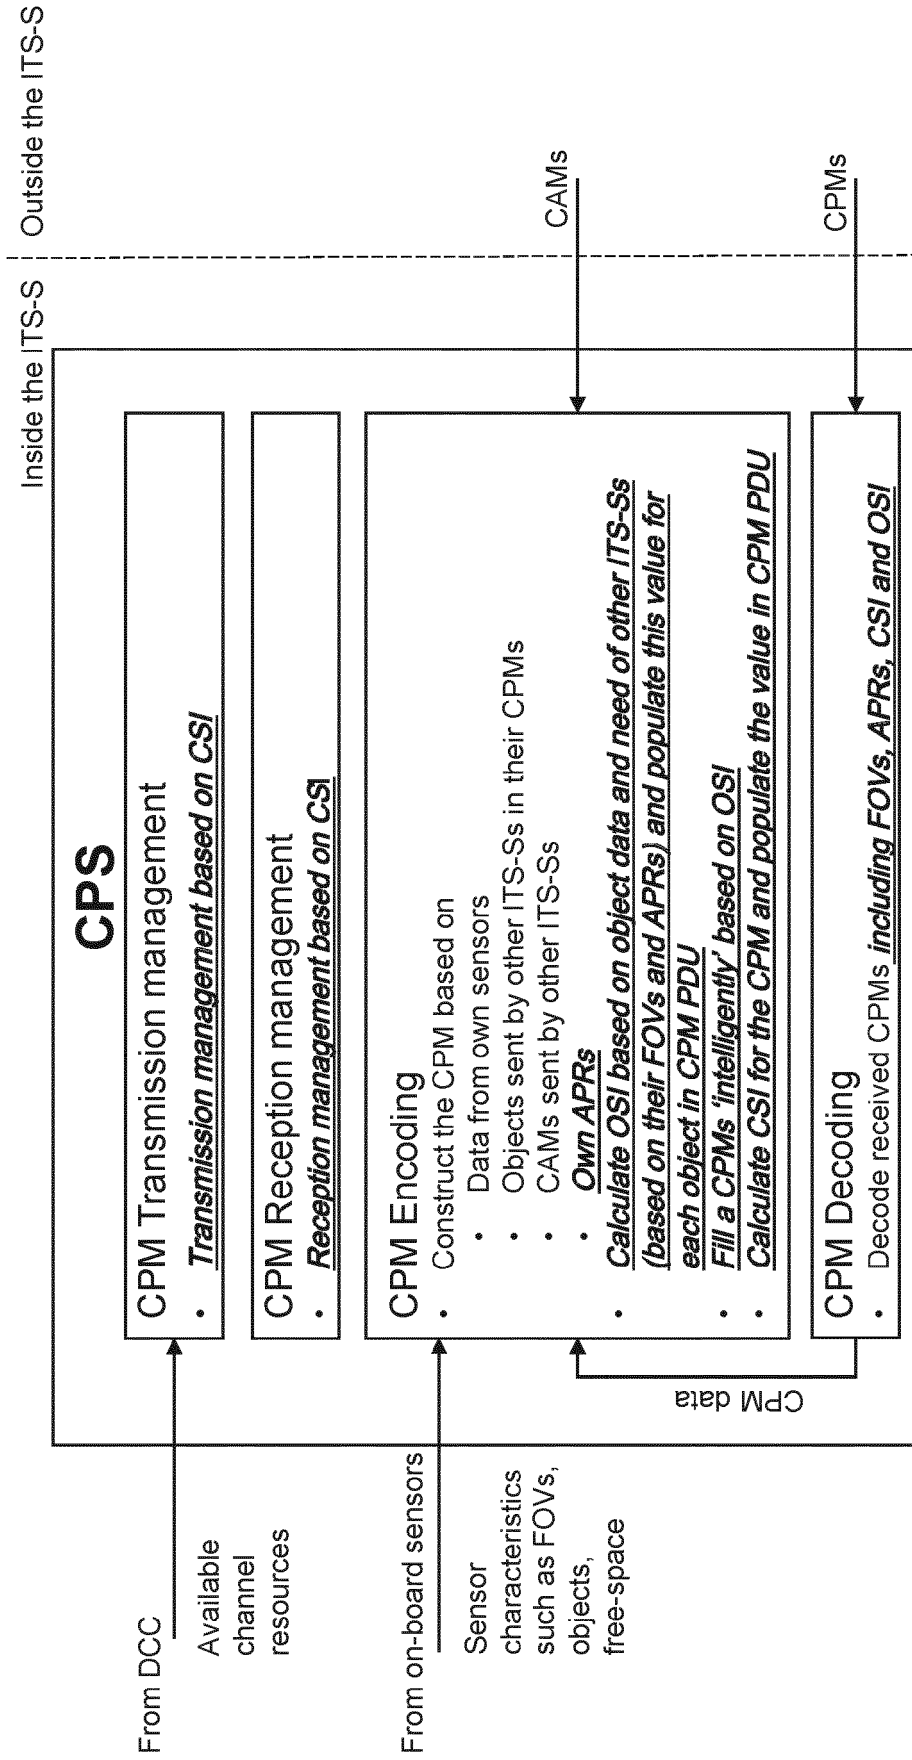 Inside the ITS-S
Outside the ITS-S
CPS
From DCC
Available
channel
resources
CPM Transmission management
• Transmission management based on CSI
CPM Reception management
• Reception management based on CSI
From on-board sensors
Sensor
characteristics
such as FOVs,
objects,
free-space
CPM Encoding
• Construct the CPM based on
• Data from own sensors
• Objects sent by other ITS-Ss in their CPMs
• CAMs sent by other ITS-Ss
• Own APRs
• Calculate OSI based on object data and need of other ITS-Ss
(based on their FOVs and APRs) and populate this value for
each object in CPM PDU
• Fill a CPMs ‘intelligently’ based on OSI
• Calculate CSI for the CPM and populate the value in CPM PDU
CAMs
CPM data
CPM Decoding
• Decode received CPMs including FOVs, APRs, CSI and OSI
CPMs